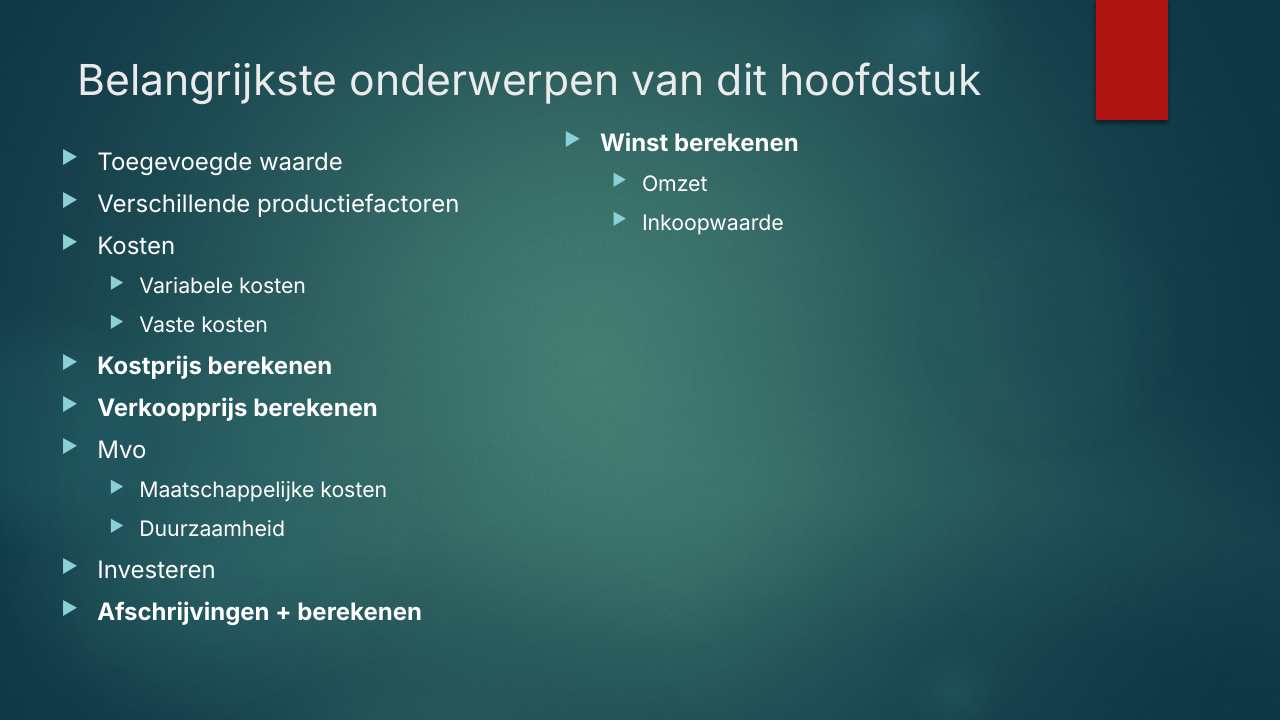 Belangrijkste onderwerpen van dit hoofdstuk
Toegevoegde waarde
Verschillende productiefactoren
Kosten
Variabele kosten
Vaste kosten
Kostprijs berekenen
Verkoopprijs berekenen
Mvo
Maatschappelijke kosten
Duurzaamheid
Investeren
Afschrijvingen + berekenen
Winst berekenen
Omzet
Inkoopwaarde